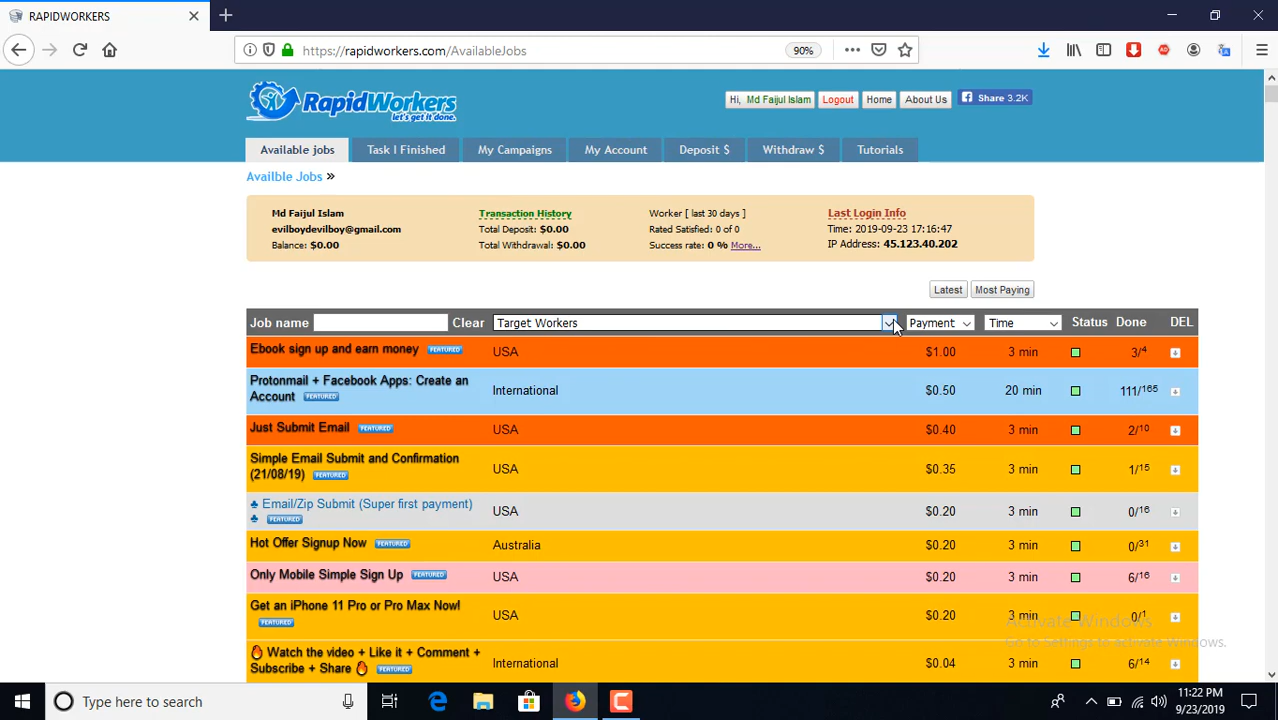 RAPIDWORKERS
https://rapidworkers.com/AvailableJobs
90%
RapidWorkers
let's get it done.
Hi, Md Faijul Islam Logout Home About Us Share 3.2K
Available jobs Task I Finished My Campaigns My Account Deposit $ Withdraw $ Tutorials
Availble Jobs »
Md Faijul Islam Transaction History Worker [ last 30 days ] Last Login Info
evilboydevilboy@gmail.com Total Deposit: $0.00 Rated Satisfied: 0 of 0 Time: 2019-09-23 17:16:47
Balance: $0.00 Total Withdrawal: $0.00 Success rate: 0 % More... IP Address: 45.123.40.202
Latest Most Paying
Job name Clear Target Workers Payment Time Status Done DEL
Ebook sign up and earn money FEATURED USA $1.00 3 min 3/4
Protonmail + Facebook Apps: Create an
Account FEATURED International $0.50 20 min 111/165
Just Submit Email FEATURED USA $0.40 3 min 2/10
Simple Email Submit and Confirmation
(21/08/19) FEATURED USA $0.35 3 min 1/15
♣ Email/Zip Submit (Super first payment)
♣ FEATURED USA $0.20 3 min 0/16
Hot Offer Signup Now FEATURED Australia $0.20 3 min 0/31
Only Mobile Simple Sign Up FEATURED USA $0.20 3 min 6/16
Get an iPhone 11 Pro or Pro Max Now!
FEATURED USA $0.20 3 min 0/1
🔥 Watch the video + Like it + Comment +
Subscribe + Share 🔥 FEATURED International $0.04 3 min 6/14
Activate Windows
Go to Settings to activate Windows.
Type here to search
11:22 PM
9/23/2019